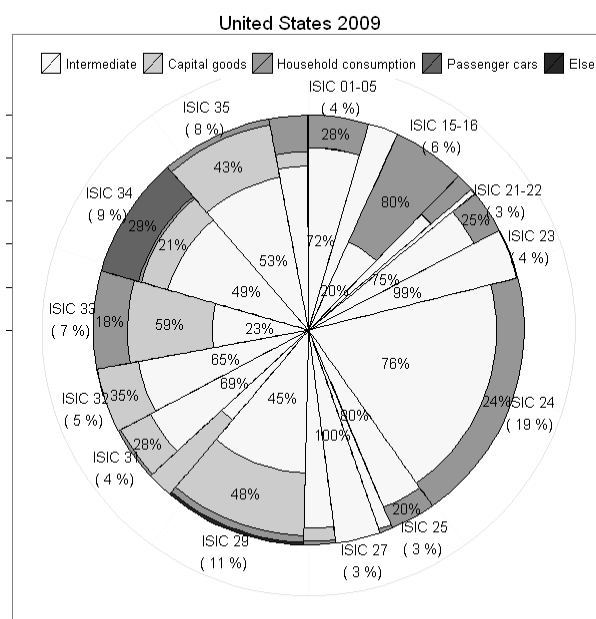 United States 2009
Intermediate Capital goods Household consumption Passenger cars Else
ISIC 01-05
( 4 %)
28%
72%
ISIC 15-16
( 6 %)
80%
20%
ISIC 21-22
( 3 %)
25%
75%
ISIC 23
( 4 %)
99%
ISIC 24
( 19 %)
24%
76%
ISIC 25
( 3 %)
20%
80%
ISIC 27
( 3 %)
100%
ISIC 29
( 11 %)
48%
45%
ISIC 31
( 4 %)
28%
69%
ISIC 32
( 5 %)
35%
65%
ISIC 33
( 7 %)
18%
59%
23%
ISIC 34
( 9 %)
29%
21%
49%
ISIC 35
( 8 %)
43%
53%